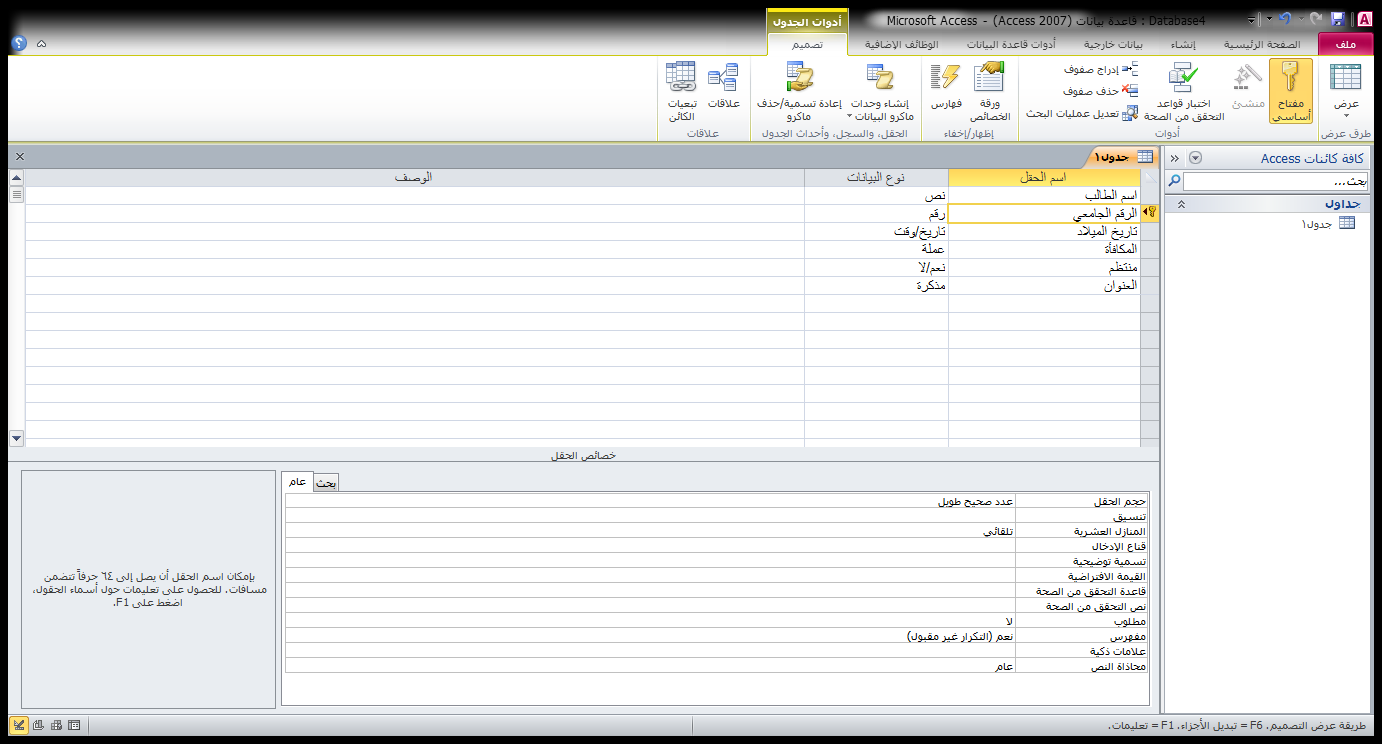 Database4 : قاعدة بيانات (Access 2007) - Microsoft Access
أدوات الجدول
ملف
الصفحة الرئيسية
إنشاء
بيانات خارجية
أدوات قاعدة البيانات
الوظائف الإضافية
تصميم
عرض
طرق عرض
مفتاح أساسي
منشئ
اختبار قواعد التحقق من الصحة
إدراج صفوف
حذف صفوف
تعديل عمليات البحث
أدوات
ورقة الخصائص
فهارس
إظهار/إخفاء
إنشاء وحدات ماكرو البيانات
إعادة تسمية/حذف ماكرو
الحقل، والسجل، وأحداث الجدول
علاقات
تبعيات الكائن
علاقات
كافة كائنات Access
بحث...
جداول
جدول١
جدول١
اسم الحقل نوع البيانات الوصف
اسم الطالب نص
الرقم الجامعي رقم
تاريخ الميلاد تاريخ/وقت
المكافأة عملة
منتظم نعم/لا
العنوان مذكرة
خصائص الحقل
بحث عام
حجم الحقل عدد صحيح طويل
تنسيق
المنازل العشرية تلقائي
قناع الإدخال
تسمية توضيحية
القيمة الافتراضية
قاعدة التحقق من الصحة
نص التحقق من الصحة
مطلوب لا
مفهرس نعم (التكرار غير مقبول)
علامات ذكية
محاذاة النص عام
بإمكان اسم الحقل أن يصل إلى ٦٤ حرفاً تتضمن
مسافات. للحصول على تعليمات حول أسماء الحقول،
اضغط على F1.
طريقة عرض التصميم. F6 = تبديل الأجزاء. F1 = تعليمات.